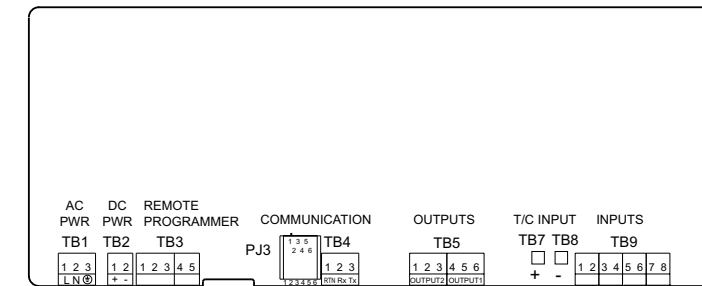 AC DC REMOTE
PWR PWR PROGRAMMER COMMUNICATION OUTPUTS T/C INPUT INPUTS
TB1 TB2 TB3 PJ3 TB4 TB5 TB7 TB8 TB9
1 3 5
2 4 6
1 2 3 1 2 1 2 3 4 5 1 2 3 1 2 3 4 5 6 + - 1 2 3 4 5 6 7 8
L N + - 1 2 3 4 5 6 RTN Rx Tx OUTPUT2 OUTPUT1